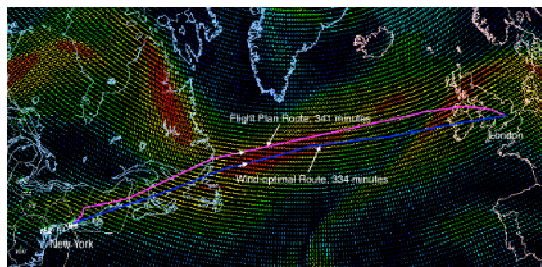 Flight Plan Route, 341 minutes
London
Wind-optimal Route, 334 minutes
New York